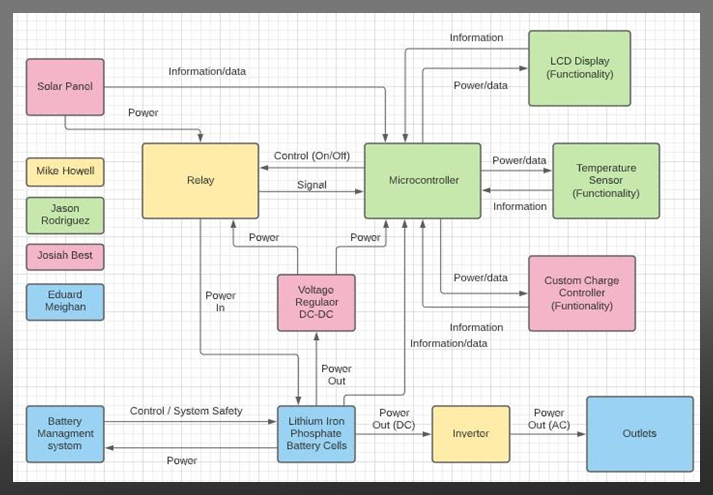 Information
LCD Display
(Functionality)
Solar Panel
Information/data
Power/data
Power
Mike Howell
Relay
Control (On/Off)
Signal
Microcontroller
Power/data
Information
Temperature
Sensor
(Functionality)
Jason
Rodriguez
Josiah Best
Eduard
Meighan
Power
Power
Power
In
Voltage
Regulaor
DC-DC
Power/data
Information
Information/data
Custom Charge
Controller
(Funtionality)
Power
Out
Battery
Managment
system
Control / System Safety
Power
Lithium Iron
Phosphate
Battery Cells
Power
Out (DC)
Invertor
Power
Out (AC)
Outlets